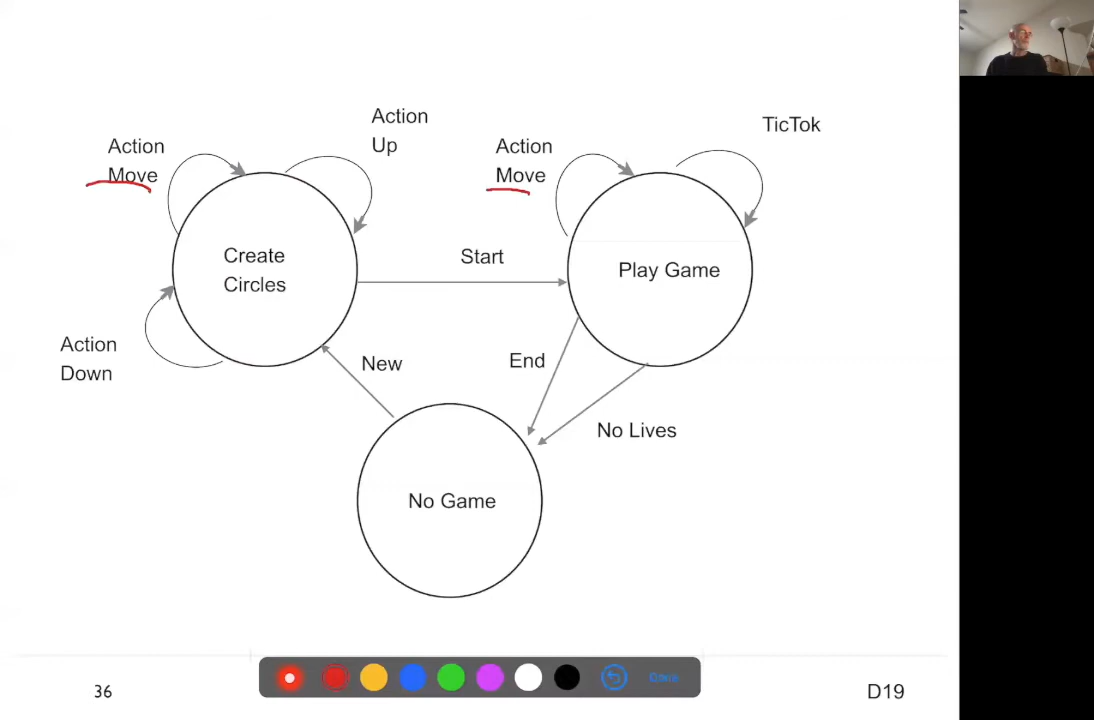 Action
Up
TicTok
Action
Move
Action
Move
Create
Circles
Start
Play Game
Action
Down
New
End
No Lives
No Game
36
D19